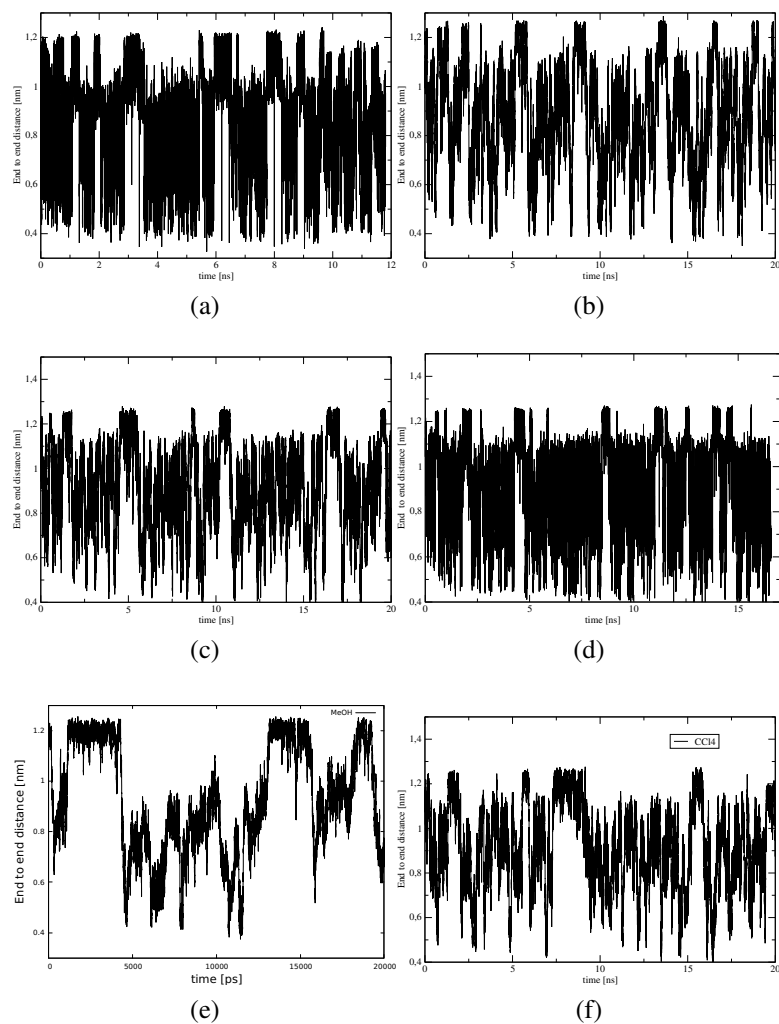 1,2
1
0,8
0,6
0,4
End to end distance [nm]
0 2 4 6 8 10 12
time [ns]
(a)
1,2
1
0,8
0,6
0,4
End to end distance [nm]
0 5 10 15 20
time [ns]
(b)
1,4
1,2
1
0,8
0,6
0,4
End to end distance [nm]
0 5 10 15 20
time [ns]
(c)
1,4
1,2
1
0,8
0,6
0,4
End to end distance [nm]
0 5 10 15
time [ns]
(d)
MeOH
1.2
1
0.8
0.6
0.4
End to end distance [nm]
0 5000 10000 15000 20000
time [ps]
(e)
CCl4
1,4
1,2
1
0,8
0,6
0,4
End to end distance [nm]
0 5 10 15 20
time [ns]
(f)